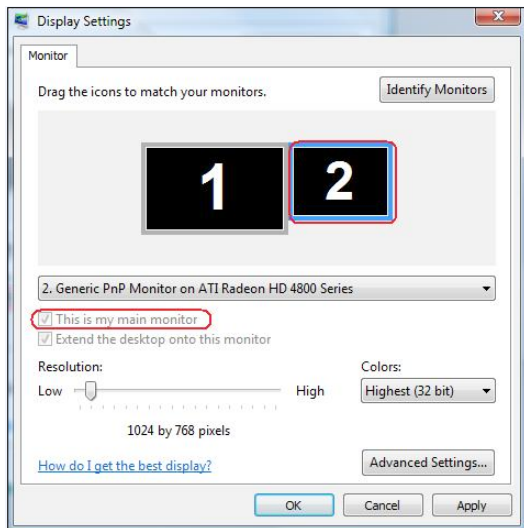 Display Settings
Monitor
Drag the icons to match your monitors.
Identify Monitors
1
2
2. Generic PnP Monitor on ATI Radeon HD 4800 Series
This is my main monitor
Extend the desktop onto this monitor
Resolution:
Colors:
Low
High
Highest (32 bit)
1024 by 768 pixels
How do I get the best display?
Advanced Settings...
OK
Cancel
Apply